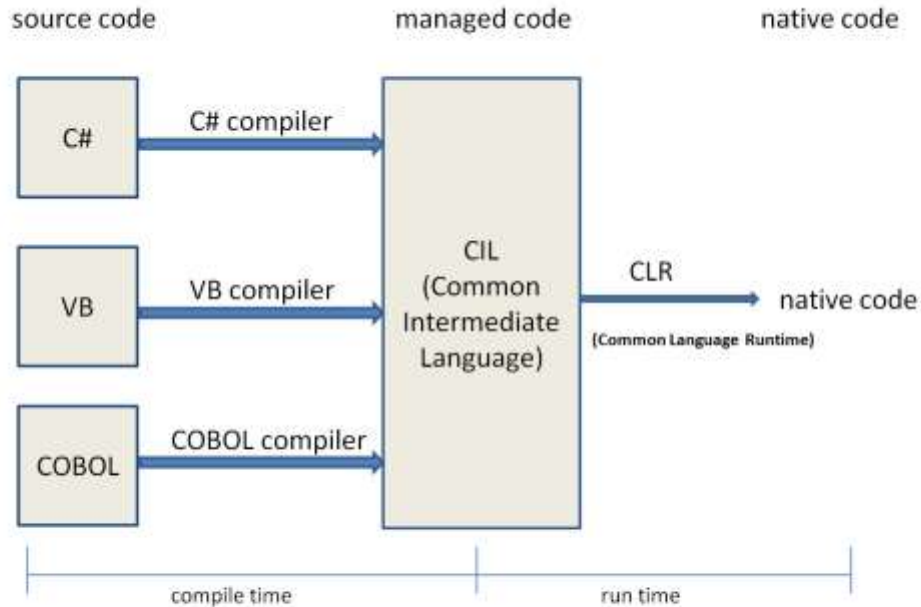 source code
managed code
native code
C#
C# compiler
VB
VB compiler
COBOL
COBOL compiler
CIL
(Common
Intermediate
Language)
CLR
(Common Language Runtime)
native code
compile time
run time